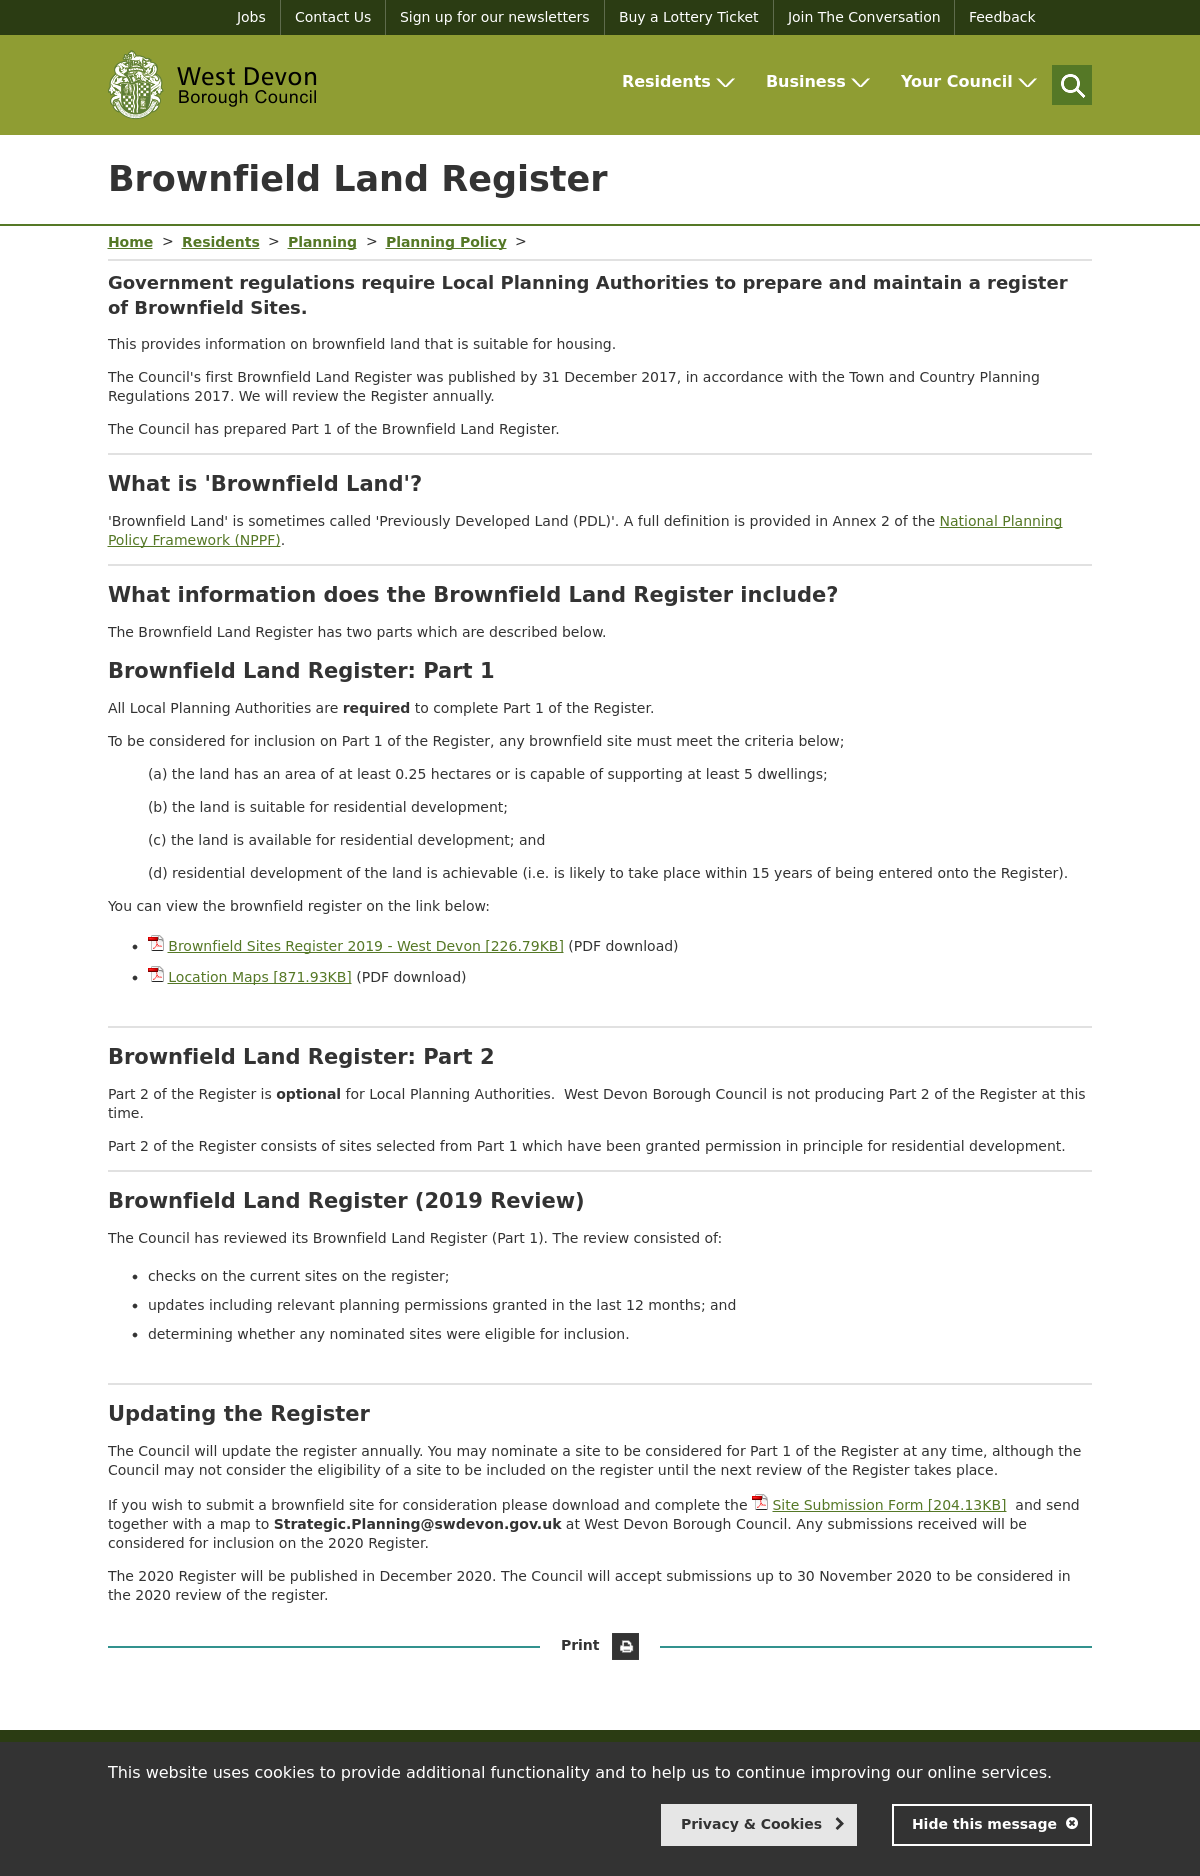 Jobs
Contact Us
Sign up for our newsletters
Buy a Lottery Ticket
Join The Conversation
Feedback
West Devon
Borough Council
Residents
Business
Your Council
Brownfield Land Register
Home > Residents > Planning > Planning Policy >
Government regulations require Local Planning Authorities to prepare and maintain a register
of Brownfield Sites.
This provides information on brownfield land that is suitable for housing.
The Council's first Brownfield Land Register was published by 31 December 2017, in accordance with the Town and Country Planning
Regulations 2017. We will review the Register annually.
The Council has prepared Part 1 of the Brownfield Land Register.
What is 'Brownfield Land'?
'Brownfield Land' is sometimes called 'Previously Developed Land (PDL)'. A full definition is provided in Annex 2 of the National Planning
Policy Framework (NPPF).
What information does the Brownfield Land Register include?
The Brownfield Land Register has two parts which are described below.
Brownfield Land Register: Part 1
All Local Planning Authorities are required to complete Part 1 of the Register.
To be considered for inclusion on Part 1 of the Register, any brownfield site must meet the criteria below;
(a) the land has an area of at least 0.25 hectares or is capable of supporting at least 5 dwellings;
(b) the land is suitable for residential development;
(c) the land is available for residential development; and
(d) residential development of the land is achievable (i.e. is likely to take place within 15 years of being entered onto the Register).
You can view the brownfield register on the link below:
• Brownfield Sites Register 2019 - West Devon [226.79KB] (PDF download)
• Location Maps [871.93KB] (PDF download)
Brownfield Land Register: Part 2
Part 2 of the Register is optional for Local Planning Authorities.  West Devon Borough Council is not producing Part 2 of the Register at this
time.
Part 2 of the Register consists of sites selected from Part 1 which have been granted permission in principle for residential development.
Brownfield Land Register (2019 Review)
The Council has reviewed its Brownfield Land Register (Part 1). The review consisted of:
• checks on the current sites on the register;
• updates including relevant planning permissions granted in the last 12 months; and
• determining whether any nominated sites were eligible for inclusion.
Updating the Register
The Council will update the register annually. You may nominate a site to be considered for Part 1 of the Register at any time, although the
Council may not consider the eligibility of a site to be included on the register until the next review of the Register takes place.
If you wish to submit a brownfield site for consideration please download and complete the Site Submission Form [204.13KB]  and send
together with a map to Strategic.Planning@swdevon.gov.uk at West Devon Borough Council. Any submissions received will be
considered for inclusion on the 2020 Register.
The 2020 Register will be published in December 2020. The Council will accept submissions up to 30 November 2020 to be considered in
the 2020 review of the register.
Print
This website uses cookies to provide additional functionality and to help us to continue improving our online services.
Privacy & Cookies
Hide this message